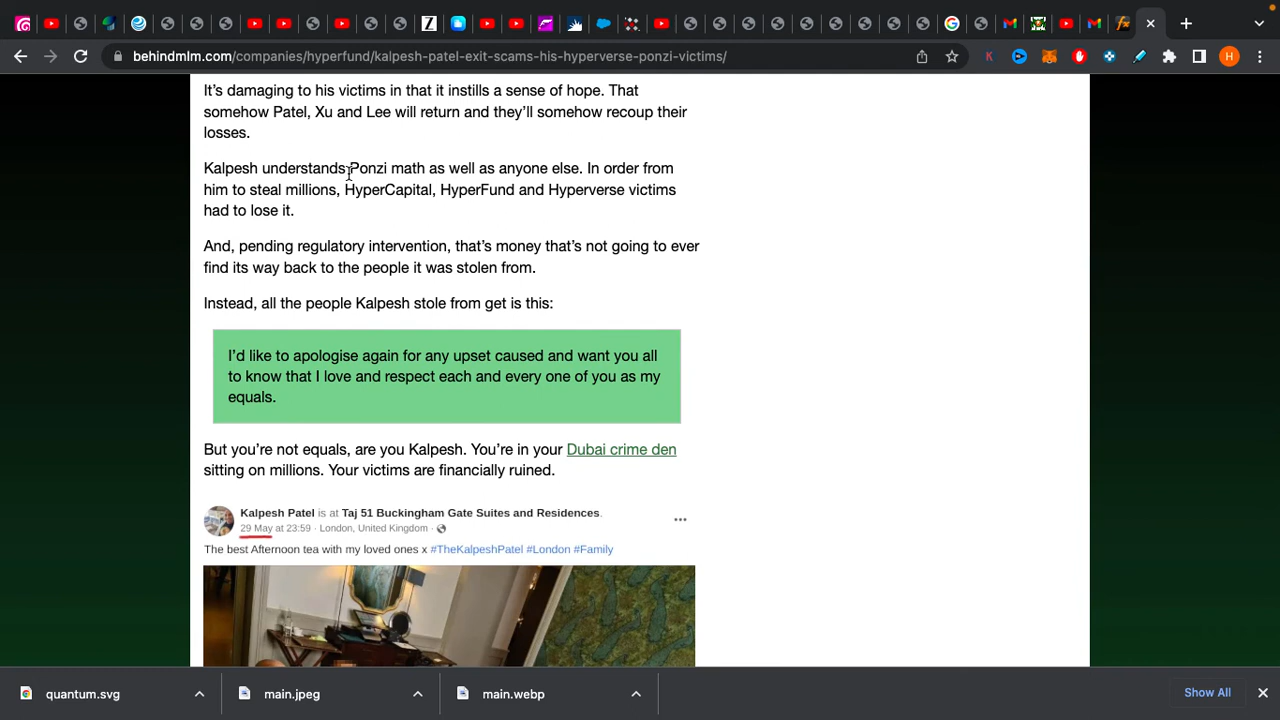 behindmlm.com/companies/hyperfund/kalpesh-patel-exit-scams-his-hyperverse-ponzi-victims/
H
It's damaging to his victims in that it instills a sense of hope. That
somehow Patel, Xu and Lee will return and they'll somehow recoup their
losses.
Kalpesh understands Ponzi math as well as anyone else. In order from
him to steal millions, HyperCapital, HyperFund and Hyperverse victims
had to lose it.
And, pending regulatory intervention, that's money that's not going to ever
find its way back to the people it was stolen from.
Instead, all the people Kalpesh stole from get is this:
I'd like to apologise again for any upset caused and want you all
to know that I love and respect each and every one of you as my
equals.
But you're not equals, are you Kalpesh. You're in your Dubai crime den
sitting on millions. Your victims are financially ruined.
Kalpesh Patel is at Taj 51 Buckingham Gate Suites and Residences.
29 May at 23:59 · London, United Kingdom ·
The best Afternoon tea with my loved ones x #TheKalpeshPatel #London #Family
quantum.svg
main.jpeg
main.webp
Show All